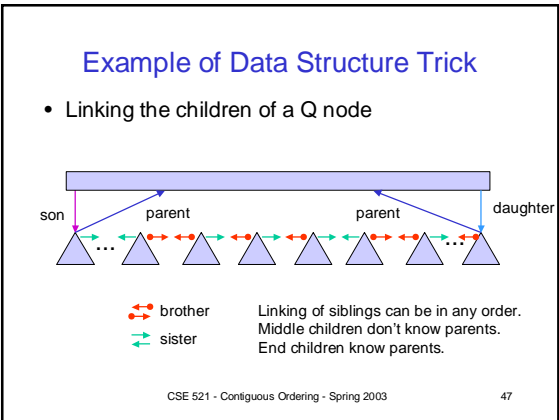 Example of Data Structure Trick
• Linking the children of a Q node
son parent parent daughter
... ...
brother
sister
Linking of siblings can be in any order.
Middle children don't know parents.
End children know parents.
CSE 521 - Contiguous Ordering - Spring 2003 47